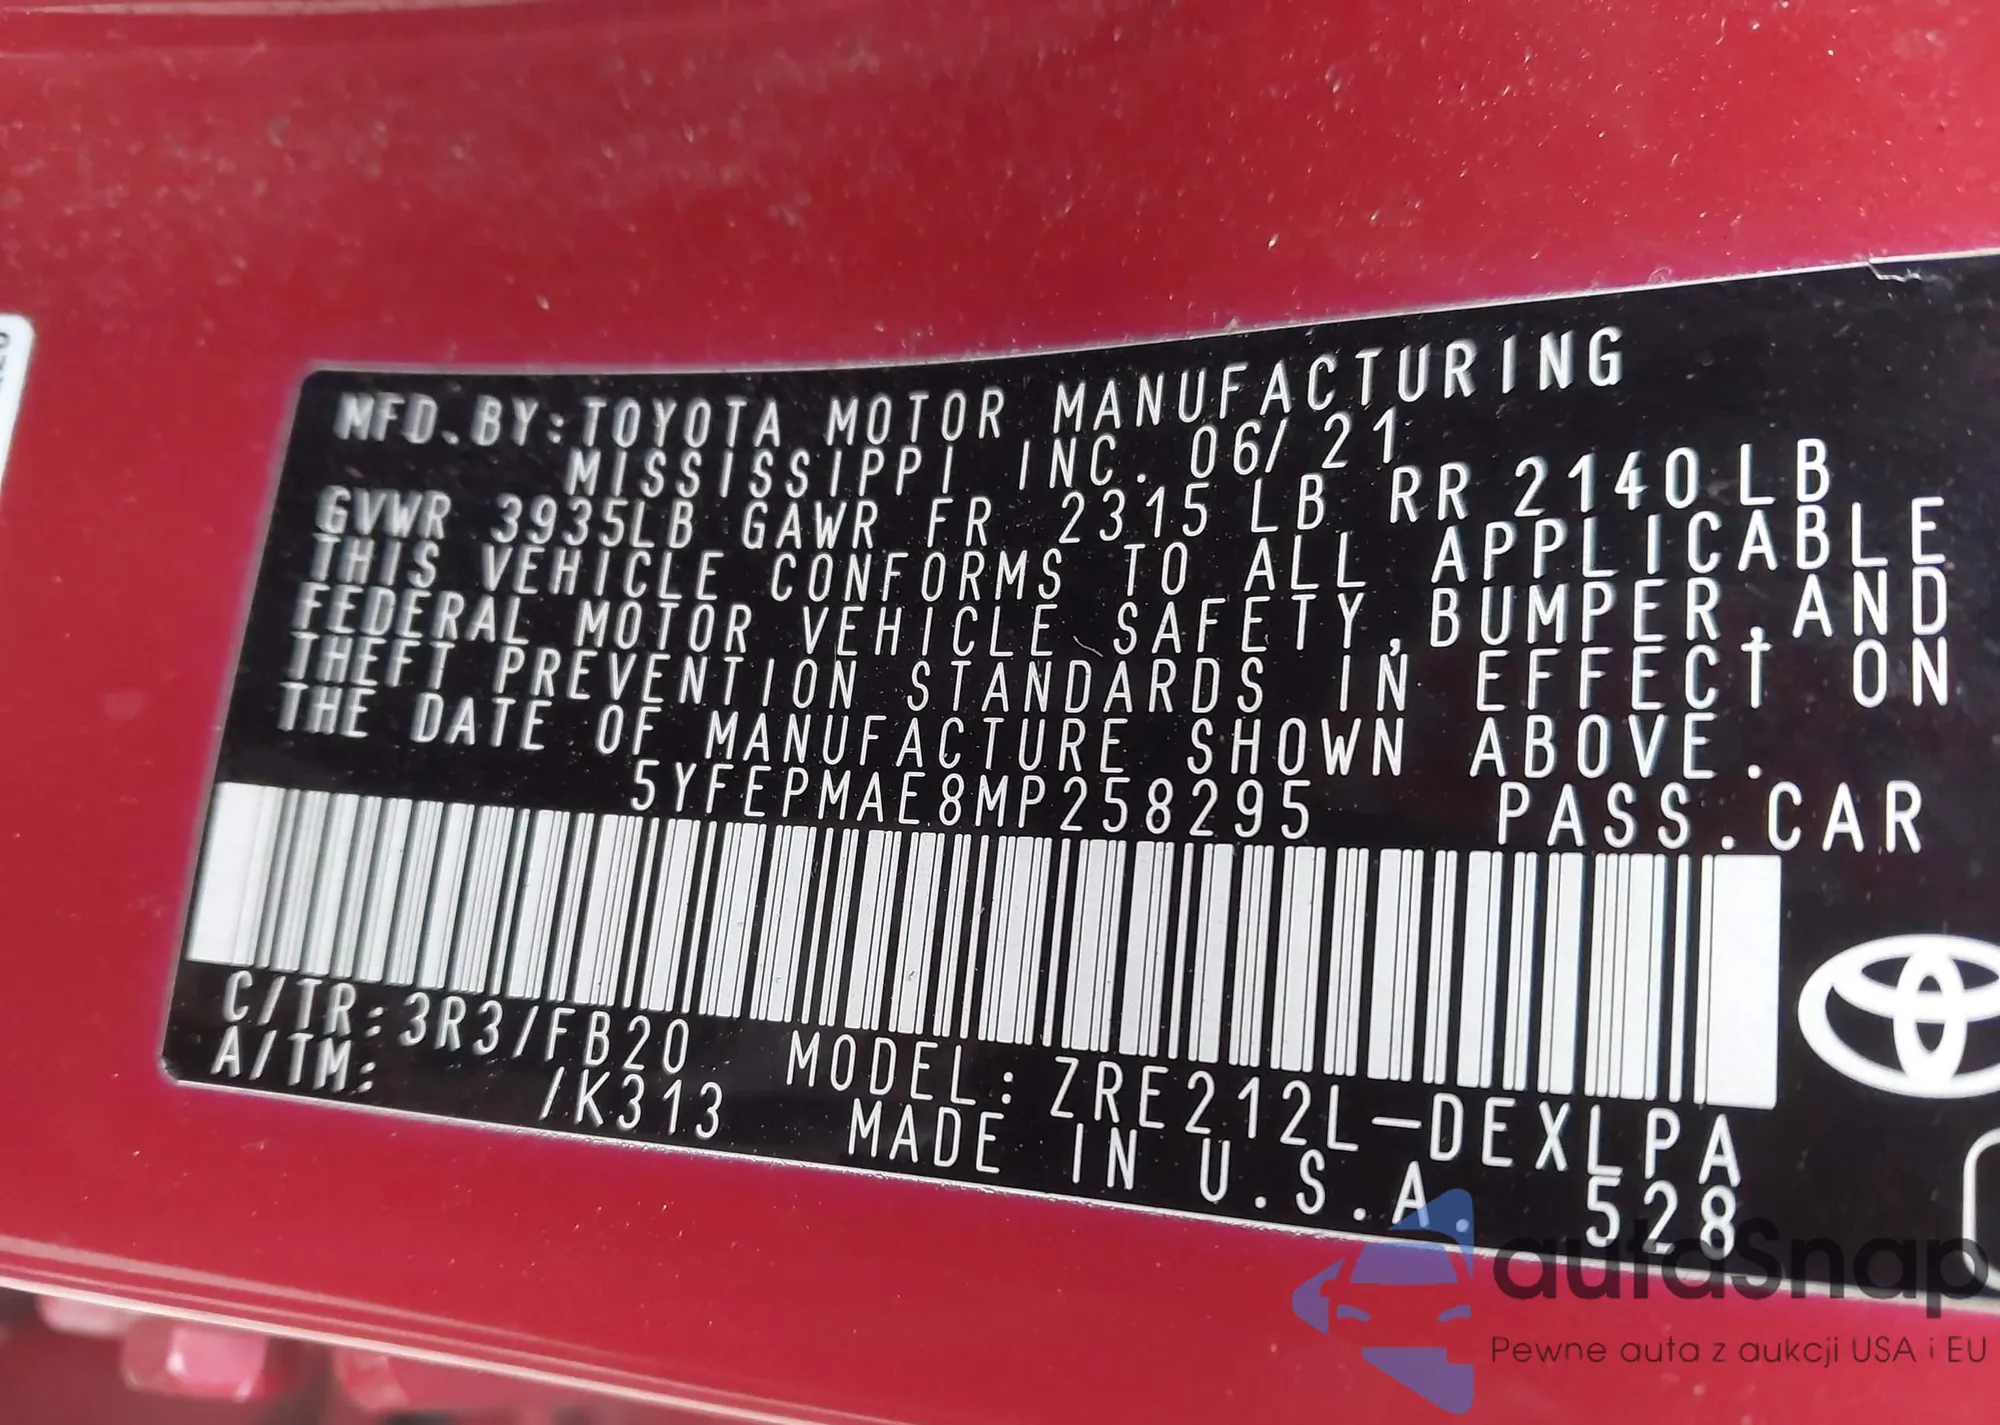 MFD.BY:TOYOTA MOTOR MANUFACTURING
MISSISSIPPI INC. 06/21
GVWR 3935LB GAWR FR 2315LB RR 2140LB
THIS VEHICLE CONFORMS TO ALL APPLICABLE
FEDERAL MOTOR VEHICLE SAFETY,BUMPER,AND
THEFT PREVENTION STANDARDS IN EFFECT ON
THE DATE OF MANUFACTURE SHOWN ABOVE.
5YFEPMAE8MP258295 PASS.CAR
C/TR:3R3/FB20 MODEL:ZRE212L-DEXLPA
A/TM: /K313 MADE IN U.S.A 528
autoSnap
Pewne auta z aukcji USA i EU